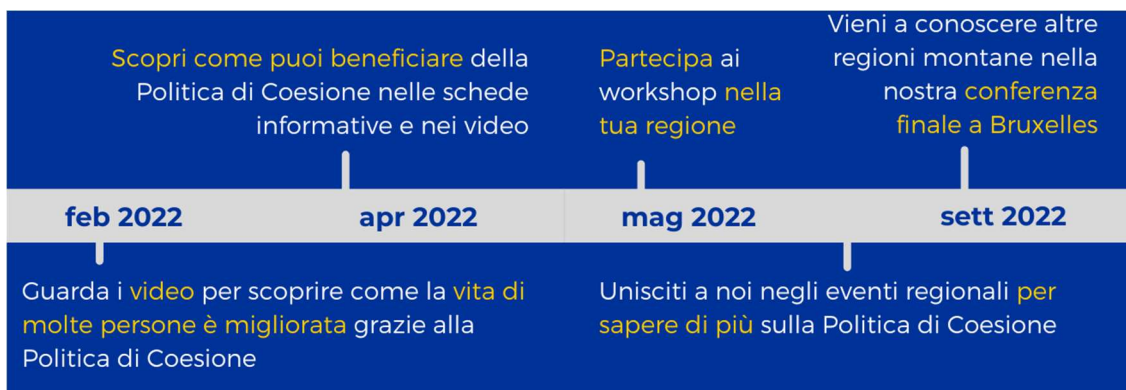 Scopri come puoi beneficiare della
Politica di Coesione nelle schede
informative e nei video
Partecipa ai
workshop nella
tua regione
Vieni a conoscere altre
regioni montane nella
nostra conferenza
finale a Bruxelles
feb 2022
apr 2022
mag 2022
sett 2022
Guarda i video per scoprire come la vita di
molte persone è migliorata grazie alla
Politica di Coesione
Unisciti a noi negli eventi regionali per
sapere di più sulla Politica di Coesione